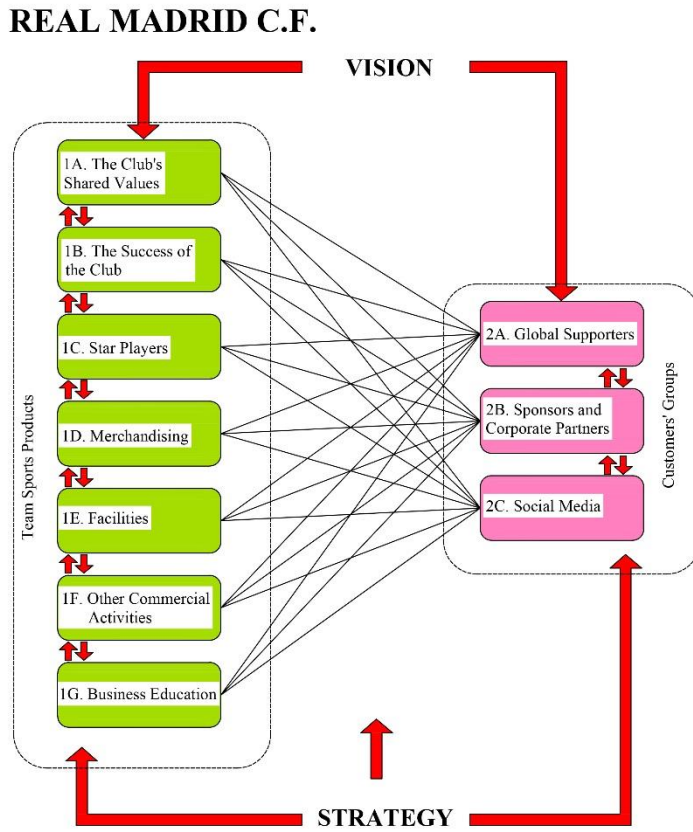 REAL MADRID C.F.
VISION
Team Sports Products
1A. The Club's
Shared Values
1B. The Success of
the Club
1C. Star Players
1D. Merchandising
1E. Facilities
1F. Other Commercial
Activities
1G. Business Education
2A. Global Supporters
2B. Sponsors and
Corporate Partners
2C. Social Media
Customers' Groups
STRATEGY